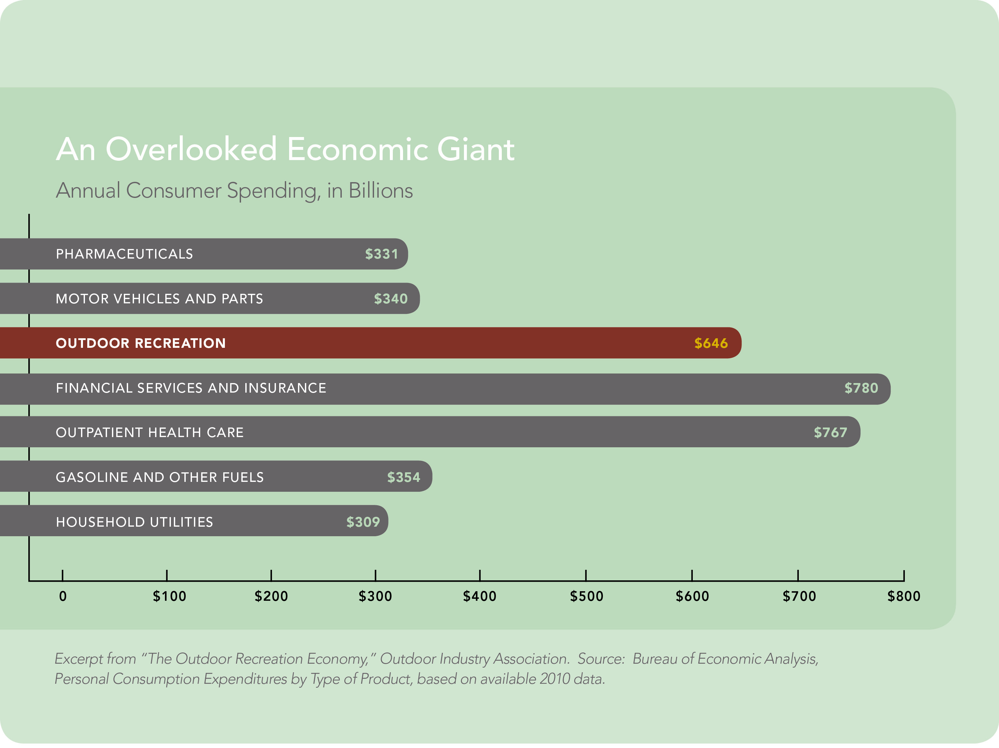 An Overlooked Economic Giant
Annual Consumer Spending, in Billions
PHARMACEUTICALS $331
MOTOR VEHICLES AND PARTS $340
OUTDOOR RECREATION $646
FINANCIAL SERVICES AND INSURANCE $780
OUTPATIENT HEALTH CARE $767
GASOLINE AND OTHER FUELS $354
HOUSEHOLD UTILITIES $309
0 $100 $200 $300 $400 $500 $600 $700 $800
Excerpt from “The Outdoor Recreation Economy,” Outdoor Industry Association.  Source:  Bureau of Economic Analysis,
Personal Consumption Expenditures by Type of Product, based on available 2010 data.